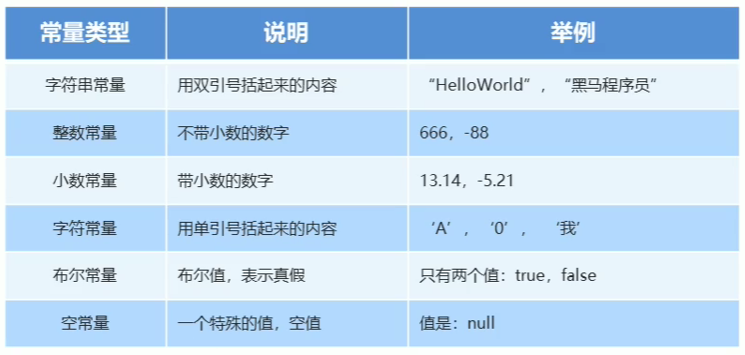 常量类型 说明 举例
字符串常量 用双引号括起来的内容 “HelloWorld”，“黑马程序员”
整数常量 不带小数的数字 666，-88
小数常量 带小数的数字 13.14，-5.21
字符常量 用单引号括起来的内容 ‘A’，‘0’，‘我’
布尔常量 布尔值，表示真假 只有两个值：true，false
空常量 一个特殊的值，空值 值是：null